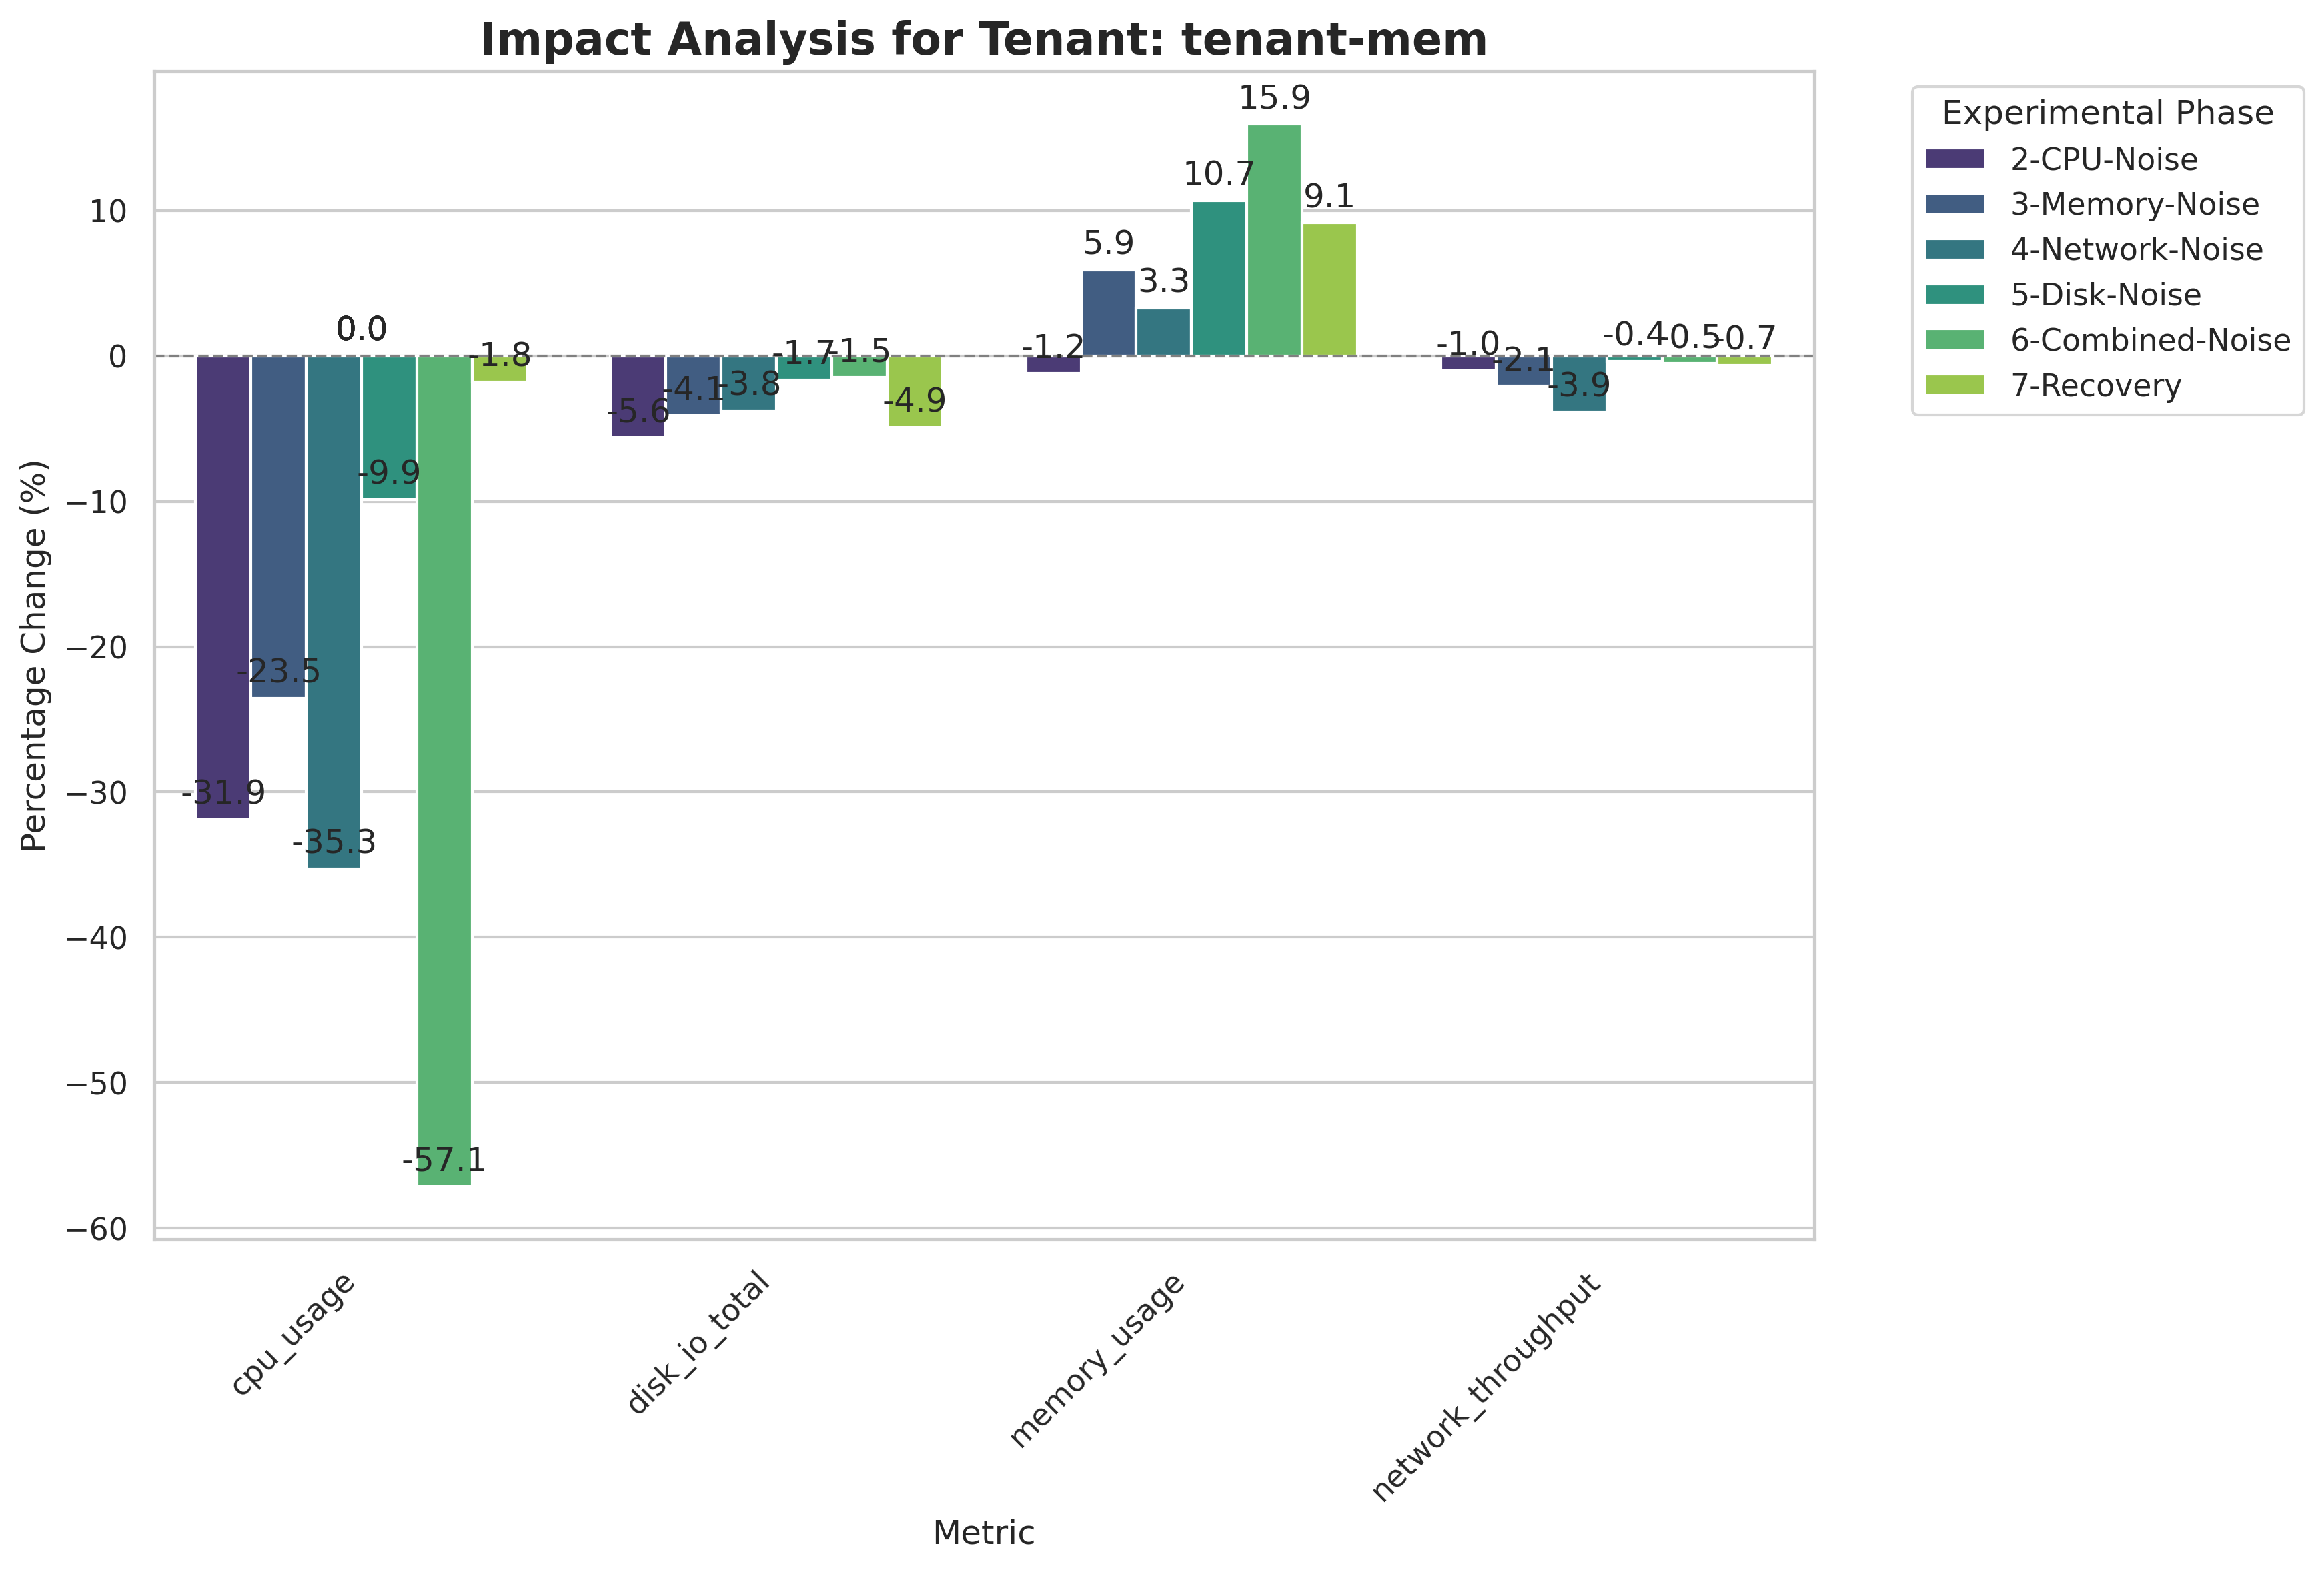 Impact Analysis for Tenant: tenant-mem
Percentage Change (%)
10
0
−10
−20
−30
−40
−50
−60
-31.9
-23.5
-35.3
0.0
-9.9
-57.1
-1.8
-5.6
-4.1
-3.8
-1.7
-1.5
-4.9
-1.2
5.9
3.3
10.7
15.9
9.1
-1.0
-2.1
-3.9
-0.4
-0.5
-0.7
cpu_usage
disk_io_total
memory_usage
network_throughput
Metric
Experimental Phase
2-CPU-Noise
3-Memory-Noise
4-Network-Noise
5-Disk-Noise
6-Combined-Noise
7-Recovery